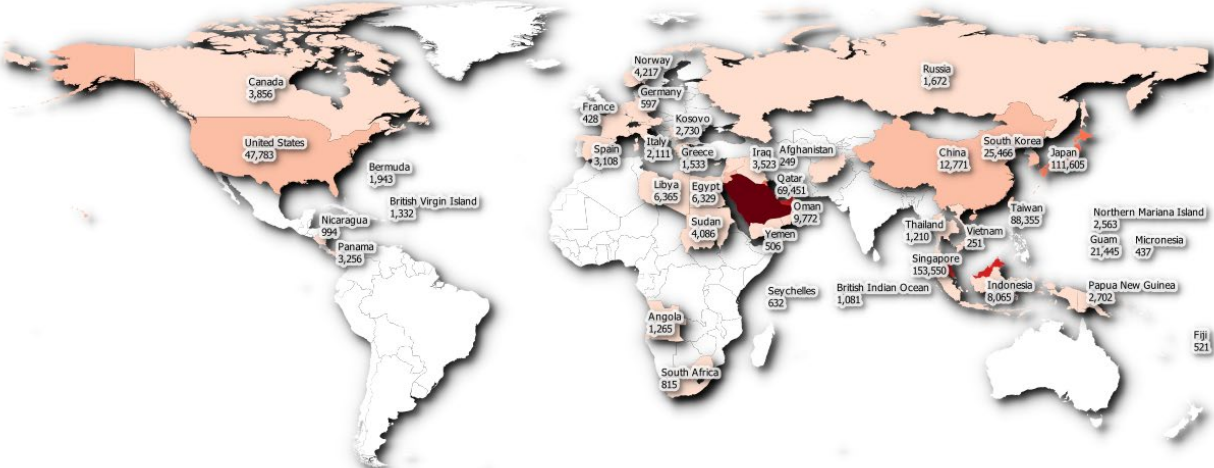 Norway
4,217
Russia
1,672
Canada
3,856
Germany
597
France
428
Kosovo
2,730
United States
47,783
Spain
3,108
Italy
2,111
Greece
1,533
Iraq
3,523
Afghanistan
249
China
12,771
South Korea
25,466
Japan
111,605
Bermuda
1,943
Libya
6,365
Egypt
6,329
Qatar
69,451
British Virgin Island
1,332
Oman
9,772
Taiwan
88,355
Northern Mariana Island
2,563
Nicaragua
994
Sudan
4,086
Yemen
506
Thailand
1,210
Vietnam
251
Guam
21,445
Micronesia
437
Panama
3,256
Singapore
153,550
Seychelles
632
British Indian Ocean
1,081
Indonesia
8,065
Papua New Guinea
2,702
Angola
1,265
Fiji
521
South Africa
815